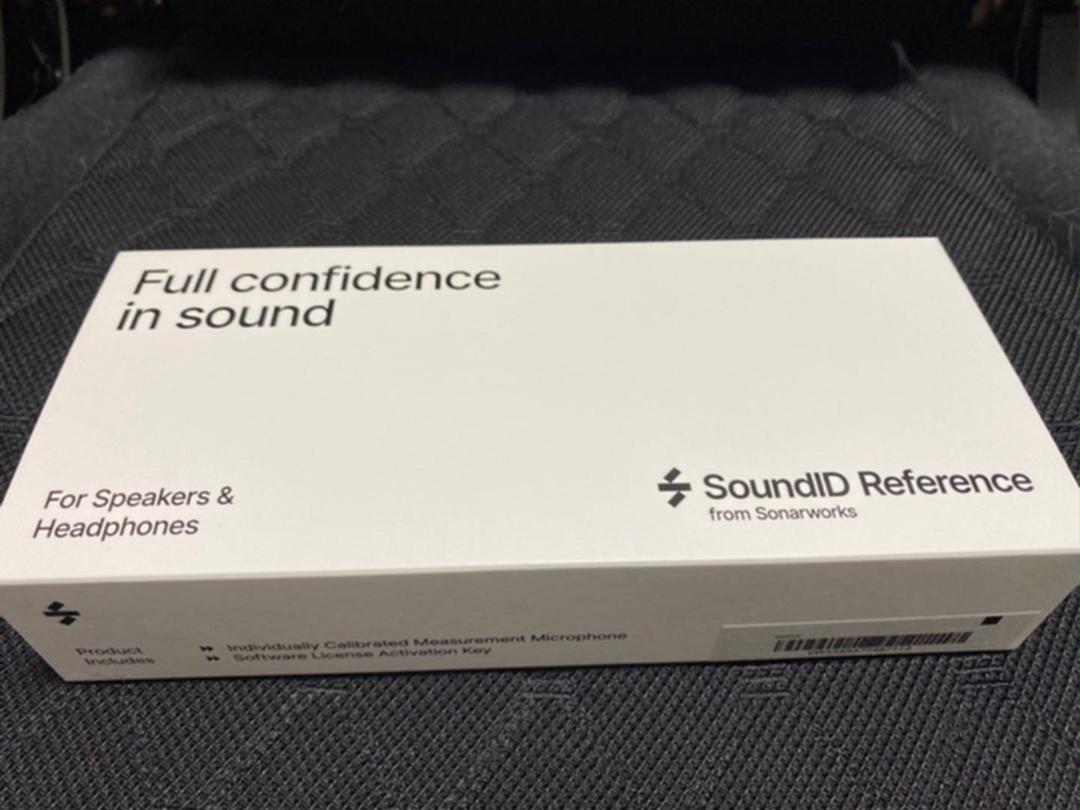 Full confidence
in sound
For Speakers &
Headphones
SoundID Reference
from Sonarworks
Product
Includes
Individually Calibrated Measurement Microphone
Software License Activation Key